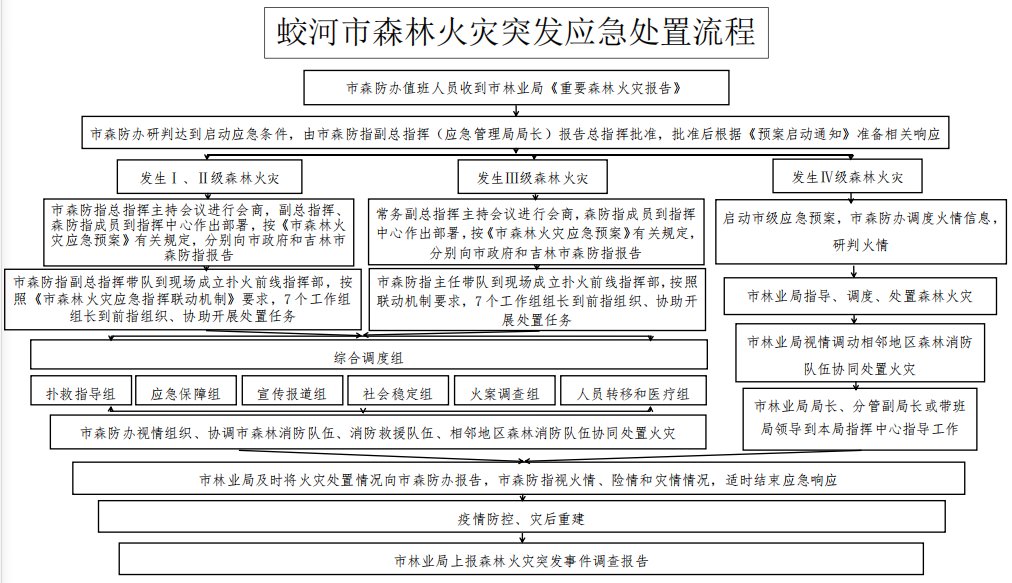 蛟河市森林火灾突发应急处置流程
市森防办值班人员收到市林业局《重要森林火灾报告》
市森防办研判达到启动应急条件，由市森防指副总指挥（应急管理局局长）报告总指挥批准，批准后根据《预案启动通知》准备相关响应
发生Ⅰ、Ⅱ级森林火灾
发生Ⅲ级森林火灾
发生Ⅳ级森林火灾
市森防指总指挥主持会议进行会商，副总指挥、
森防指成员到指挥中心作出部署，按《市森林火
灾应急预案》有关规定，分别向市政府和吉林市
森防指报告
常务副总指挥主持会议进行会商，森防指成员到指挥
中心作出部署，按《市森林火灾应急预案》有关规定，
分别向市政府和吉林市森防指报告
启动市级应急预案，市森防办调度火情信息，
研判火情
市森防指副总指挥带队到现场成立扑火前线指挥部，按
照《市森林火灾应急指挥联动机制》要求，7个工作组
组长到前指组织、协助开展处置任务
市森防指主任带队到现场成立扑火前线指挥部，按照
联动机制要求，7个工作组组长到前指组织、协助开
展处置任务
市林业局指导、调度、处置森林火灾
市林业局视情调动相邻地区森林消防
队伍协同处置火灾
综合调度组
扑救指导组
应急保障组
宣传报道组
社会稳定组
火案调查组
人员转移和医疗组
市林业局局长、分管副局长或带班
局领导到本局指挥中心指导工作
市森防办视情组织、协调市森林消防队伍、消防救援队伍、相邻地区森林消防队伍协同处置火灾
市林业局及时将火灾处置情况向市森防办报告，市森防指视火情、险情和灾情情况，适时结束应急响应
疫情防控、灾后重建
市林业局上报森林火灾突发事件调查报告